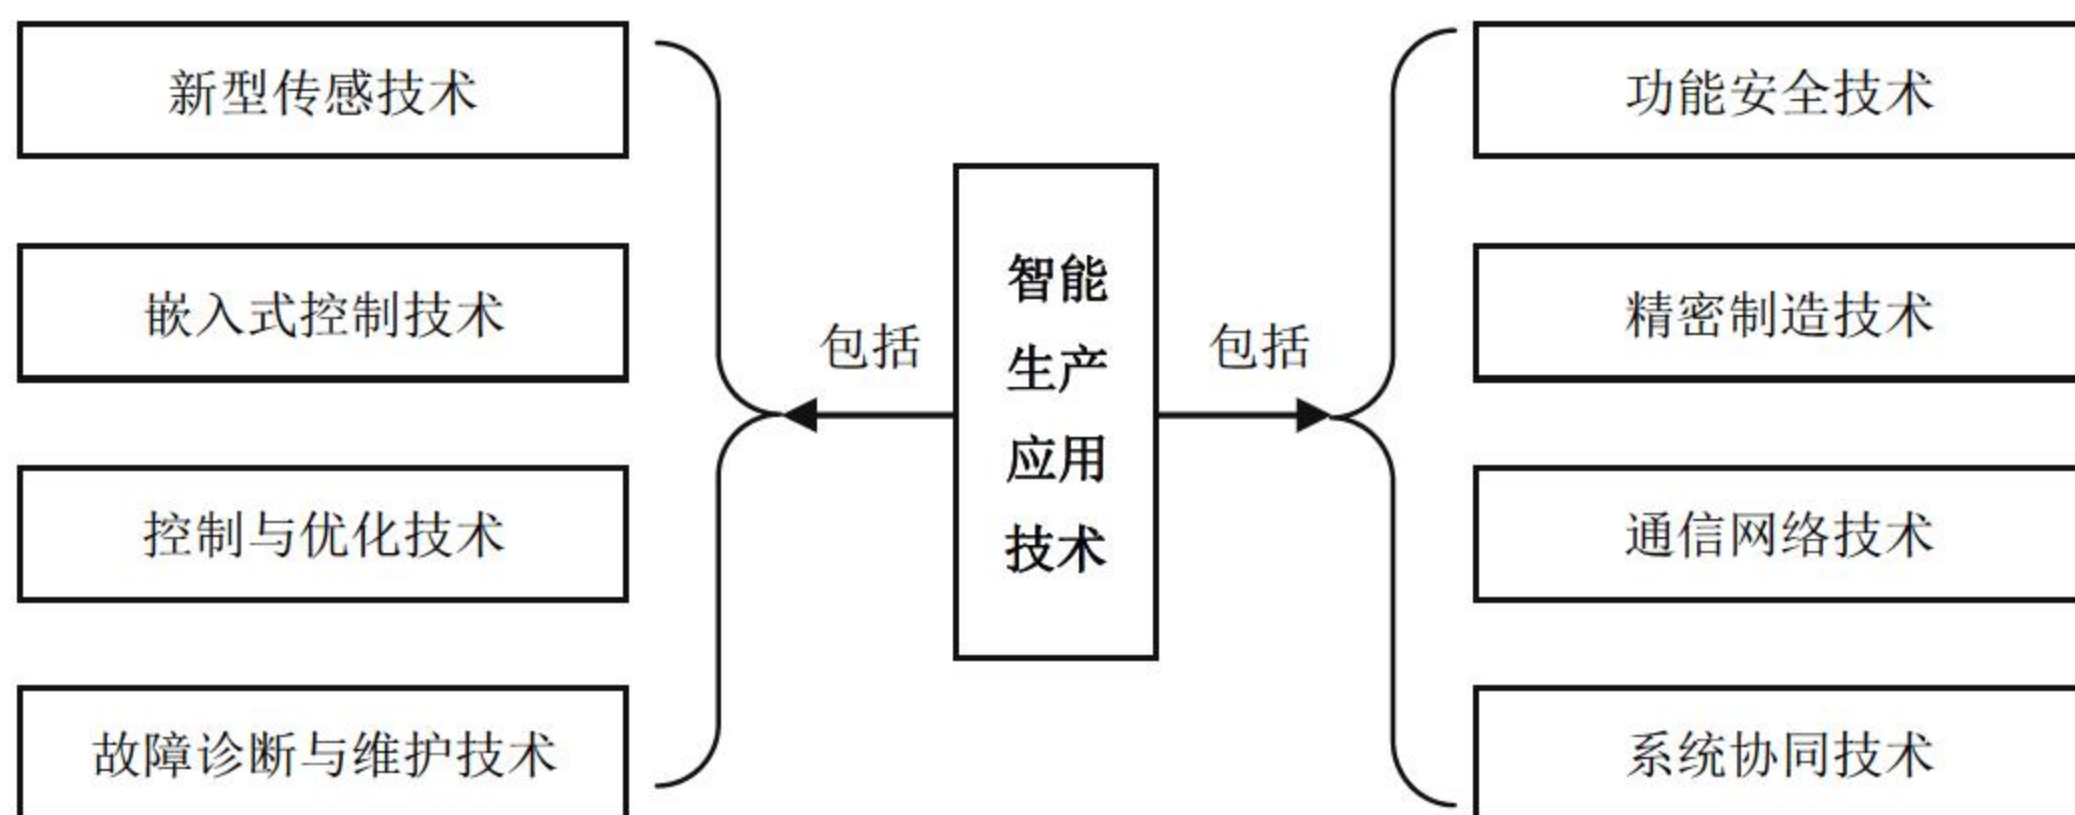 新型传感技术
嵌入式控制技术
控制与优化技术
故障诊断与维护技术
包括
智能
生产
应用
技术
包括
功能安全技术
精密制造技术
通信网络技术
系统协同技术